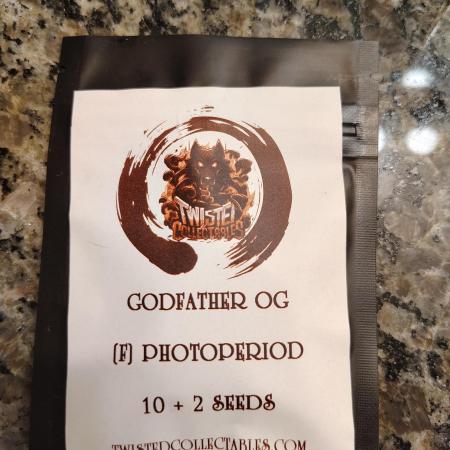 TWISTED
COLLECTABLES
GODFATHER OG
(F) PHOTOPERIOD
10 + 2 SEEDS
TWISTEDCOLLECTABLES.COM